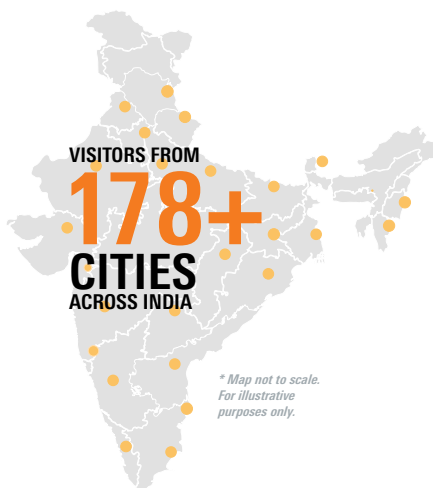 VISITORS FROM
178+
CITIES
ACROSS INDIA
* Map not to scale.
For illustrative
purposes only.